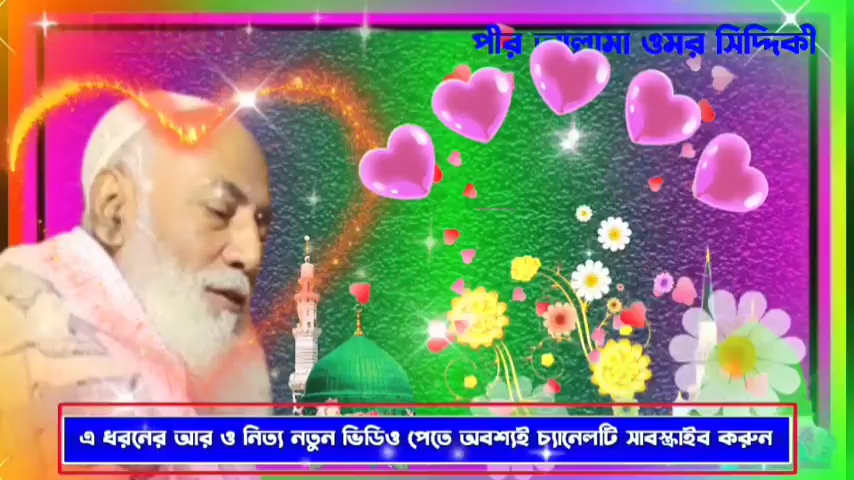 পীর আল্লামা ওমর সিদ্দিকী
এ ধরনের আর ও নিত্য নতুন ভিডিও পেতে অবশ্যই চ্যানেলটি সাবস্ক্রাইব করুন